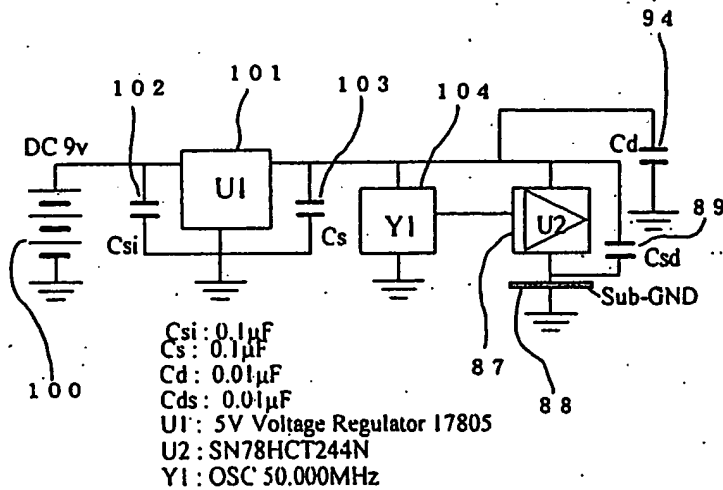 94
101
102
103
104
DC 9v
Cd
U1
89
Y1
U2
Csi
Cs
Csd
Sub-GND
100
87
88
Csi : 0.1μF
Cs : 0.1μF
Cd : 0.01μF
Cds : 0.01μF
U1 : 5V Voltage Regulator 17805
U2 : SN78HCT244N
Y1 : OSC 50.000MHz